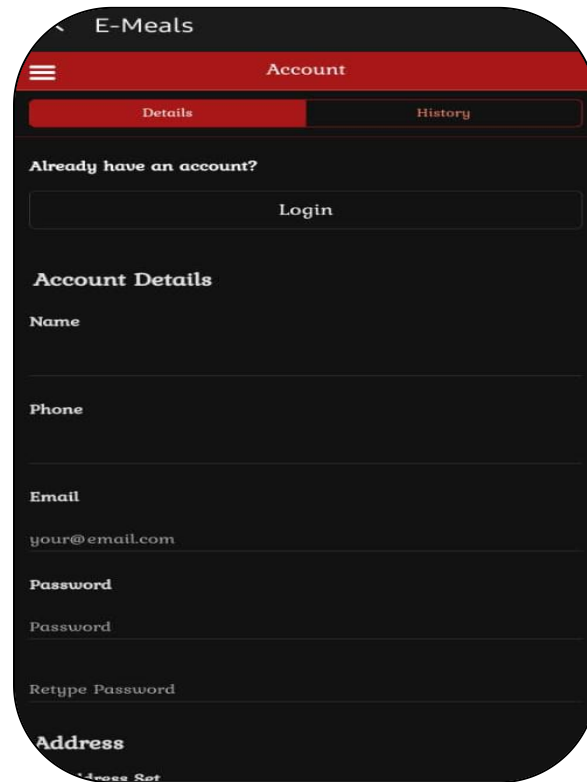 E-Meals
Account
Details History
Already have an account?
Login
Account Details
Name
Phone
Email
your@email.com
Password
Password
Retype Password
Address
Set